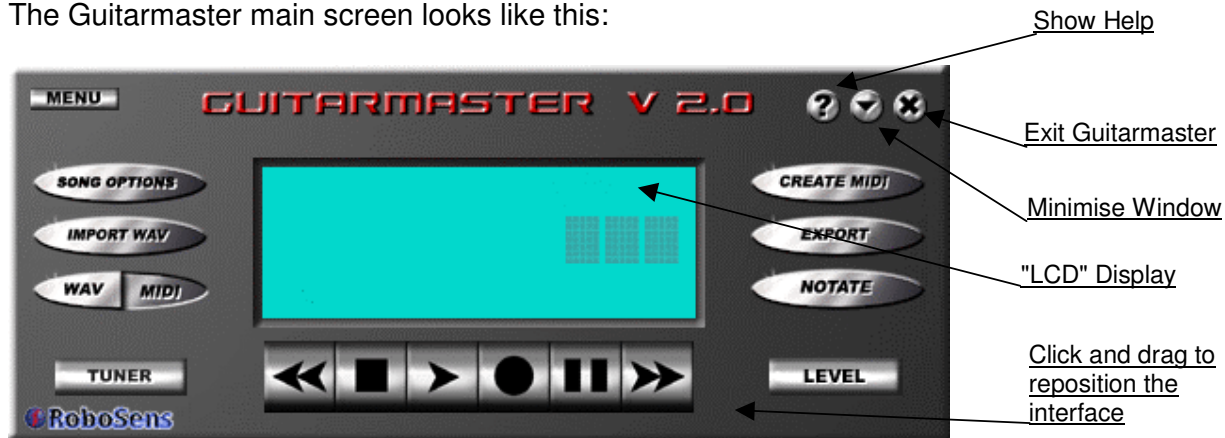 The Guitarmaster main screen looks like this:
Show Help
MENU
GUITARMASTER V 2.0
?
Exit Guitarmaster
SONG OPTIONS
CREATE MIDI
Minimise Window
IMPORT WAV
EXPORT
"LCD" Display
WAV MIDI
NOTATE
Click and drag to
reposition the
interface
TUNER
LEVEL
RoboSens